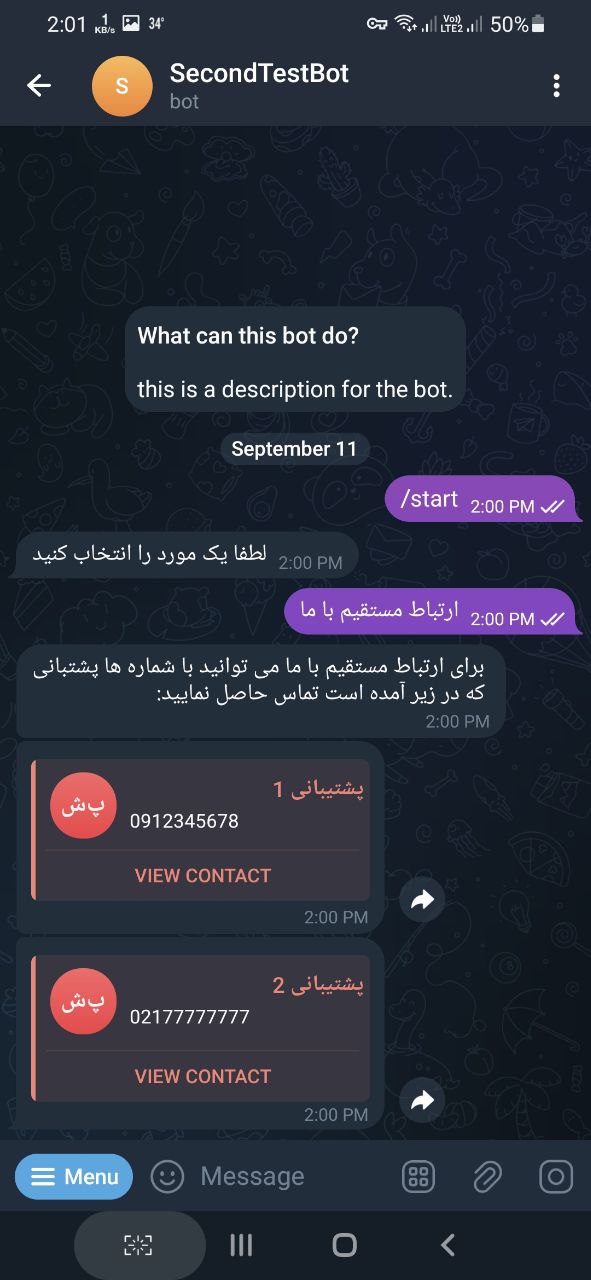 2:01
1
KB/s
34°
Vo))
LTE2
50%
S
SecondTestBot
bot
What can this bot do?
this is a description for the bot.
September 11
/start 2:00 PM
لطفا یک مورد را انتخاب کنید 2:00 PM
ارتباط مستقیم با ما 2:00 PM
برای ارتباط مستقیم با ما می توانید با شماره ها پشتبانی
که در زیر آمده است تماس حاصل نمایید:
2:00 PM
پشتیبانی 1
پ‌ش
0912345678
VIEW CONTACT
2:00 PM
پشتیبانی 2
پ‌ش
02177777777
VIEW CONTACT
2:00 PM
Menu
Message